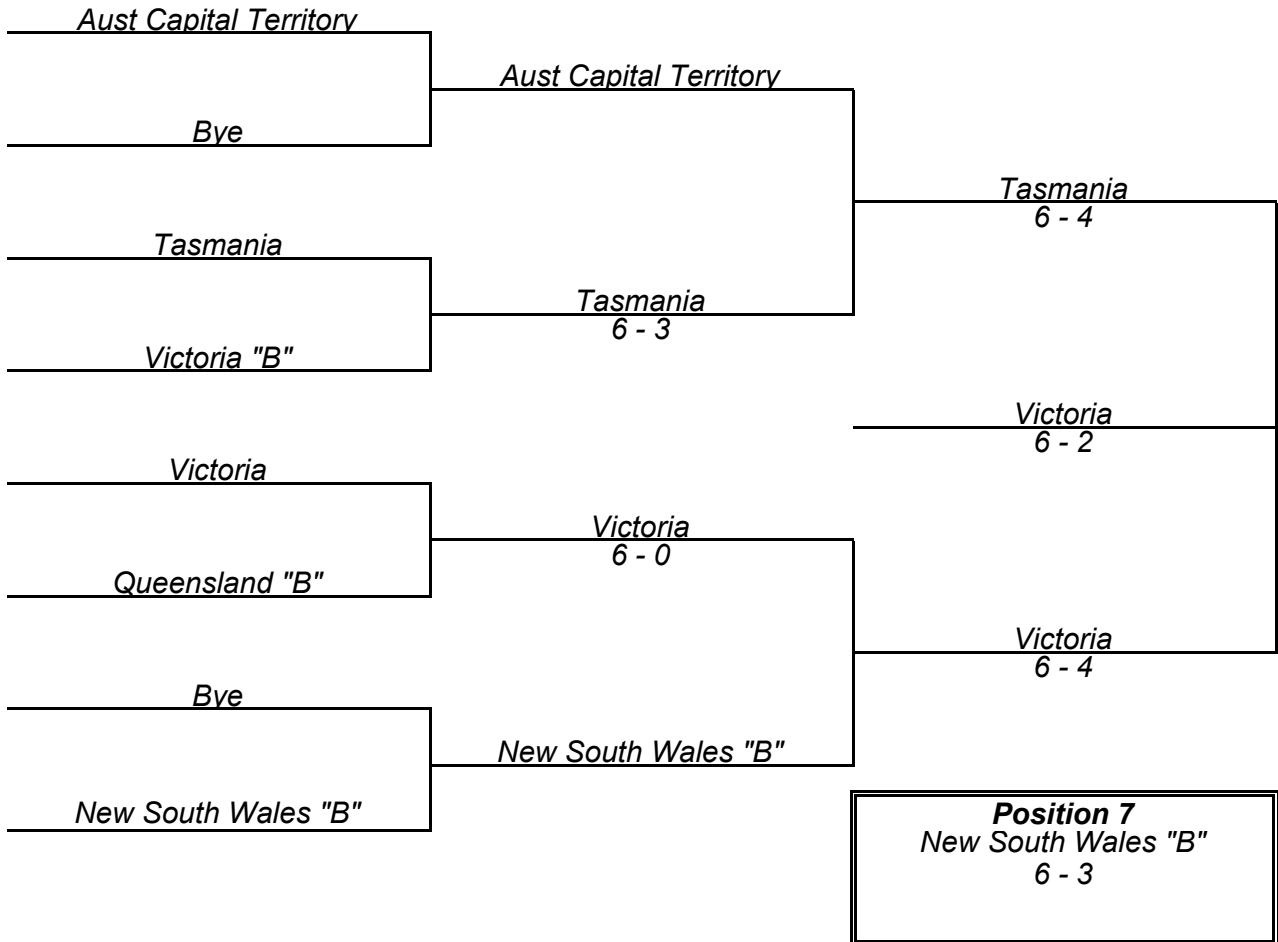 Aust Capital Territory
Aust Capital Territory
Bye
Tasmania
6 - 4
Tasmania
Tasmania
6 - 3
Victoria "B"
Victoria
6 - 2
Victoria
Victoria
6 - 0
Queensland "B"
Victoria
6 - 4
Bye
New South Wales "B"
New South Wales "B"
Position 7
New South Wales "B"
6 - 3